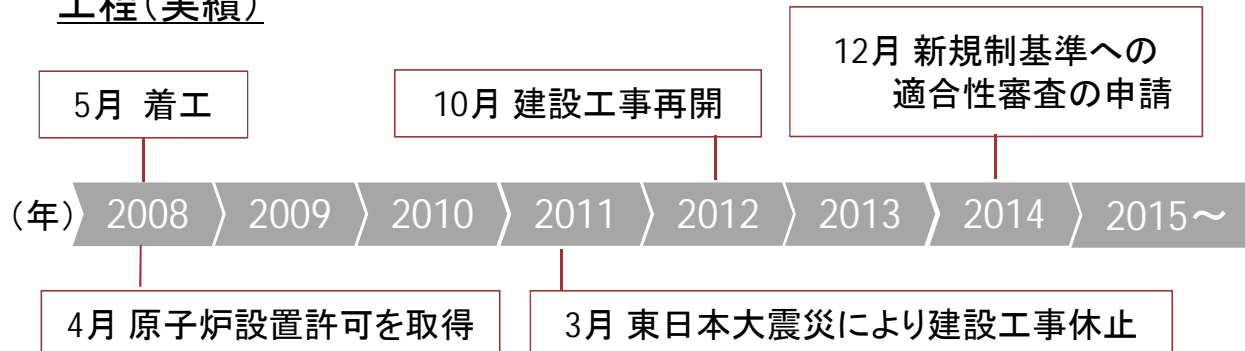 工程(実績)
12月 新規制基準への
適合性審査の申請
5月 着工
10月 建設工事再開
(年) 2008 2009 2010 2011 2012 2013 2014 2015～
4月 原子炉設置許可を取得
3月 東日本大震災により建設工事休止